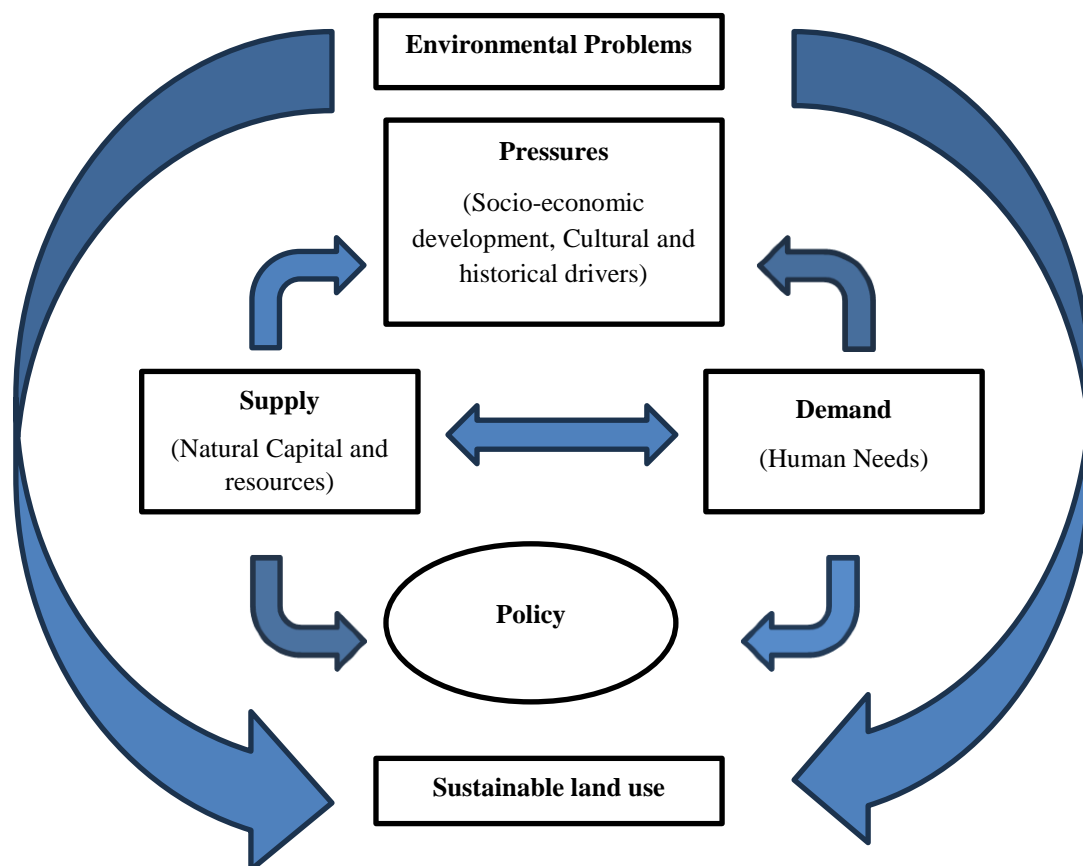 Environmental Problems
Pressures
(Socio-economic
development, Cultural and
historical drivers)
Supply
(Natural Capital and
resources)
Demand
(Human Needs)
Policy
Sustainable land use